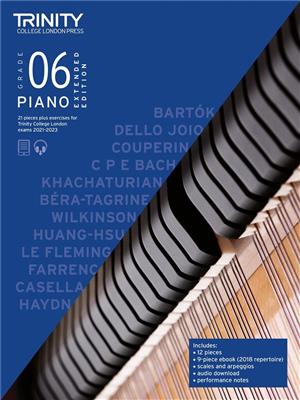 TRINITY
COLLEGE LONDON PRESS
GRADE
06
PIANO
EXTENDED
EDITION
21 pieces plus exercises for
Trinity College London
exams 2021-2023
BARTÓK
DELLO JOIO
COUPERIN
C P E BACH
KHACHATURIAN
BÉRA-TAGRINE
WILKINSON
HUANG-HSU
LE FLEMING
FARRENC
CASELLA
HAYDN
Includes:
• 12 pieces
• 9-piece ebook (2018 repertoire)
• scales and arpeggios
• audio download
• performance notes